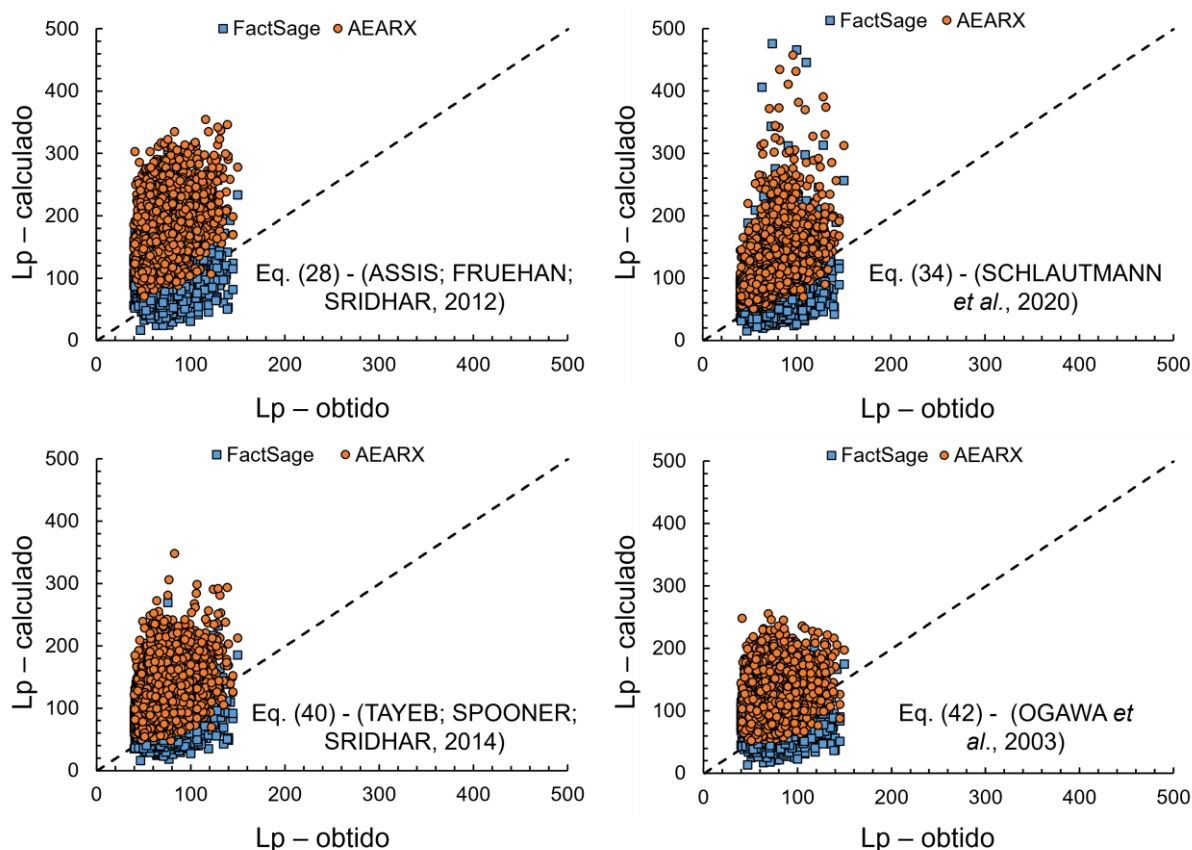 FactSage AEARX
500
400
300
200
100
0
0 100 200 300 400 500
Lp – calculado
Lp – obtido
Eq. (28) - (ASSIS; FRUEHAN;
SRIDHAR, 2012)
FactSage AEARX
500
400
300
200
100
0
0 100 200 300 400 500
Lp – calculado
Lp – obtido
Eq. (34) - (SCHLAUTMANN
et al., 2020)
FactSage AEARX
500
400
300
200
100
0
0 100 200 300 400 500
Lp – calculado
Lp – obtido
Eq. (40) - (TAYEB; SPOONER;
SRIDHAR, 2014)
FactSage AEARX
500
400
300
200
100
0
0 100 200 300 400 500
Lp – calculado
Lp – obtido
Eq. (42) - (OGAWA et
al., 2003)